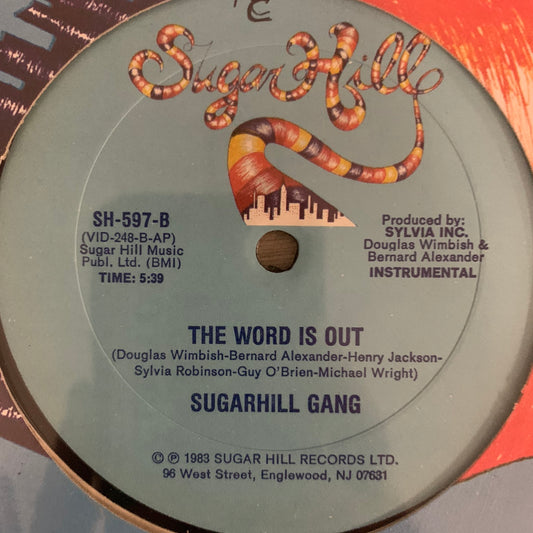 TC
Sugar Hill
SH-597-B
(VID-248-B-AP)
Sugar Hill Music
Publ. Ltd. (BMI)
TIME: 5:39
Produced by:
SYLVIA INC.
Douglas Wimbish &
Bernard Alexander
INSTRUMENTAL
THE WORD IS OUT
(Douglas Wimbish-Bernard Alexander-Henry Jackson-
Sylvia Robinson-Guy O'Brien-Michael Wright)
SUGARHILL GANG
© ℗ 1983 SUGAR HILL RECORDS LTD.
96 West Street, Englewood, NJ 07631